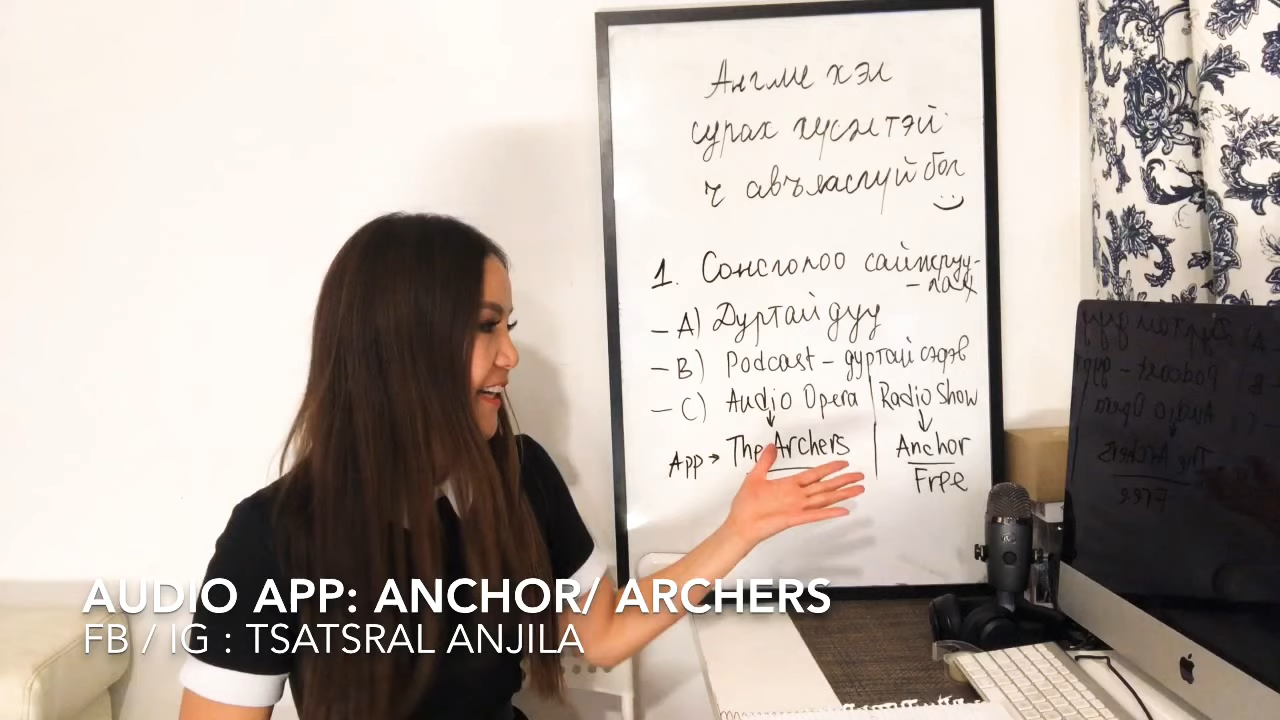 Англи хэл
сурах хүсэлтэй
ч авъяасгүй бол
1. Сонсголоо сайжруу-
- лах
- A) Дуртай дуу
- B) Podcast - дуртай сэдэв
- C) Audio Opera | Radio Show
App → The Archers | Anchor
Free
AUDIO APP: ANCHOR/ ARCHERS
FB / IG : TSATSRAL ANJILA